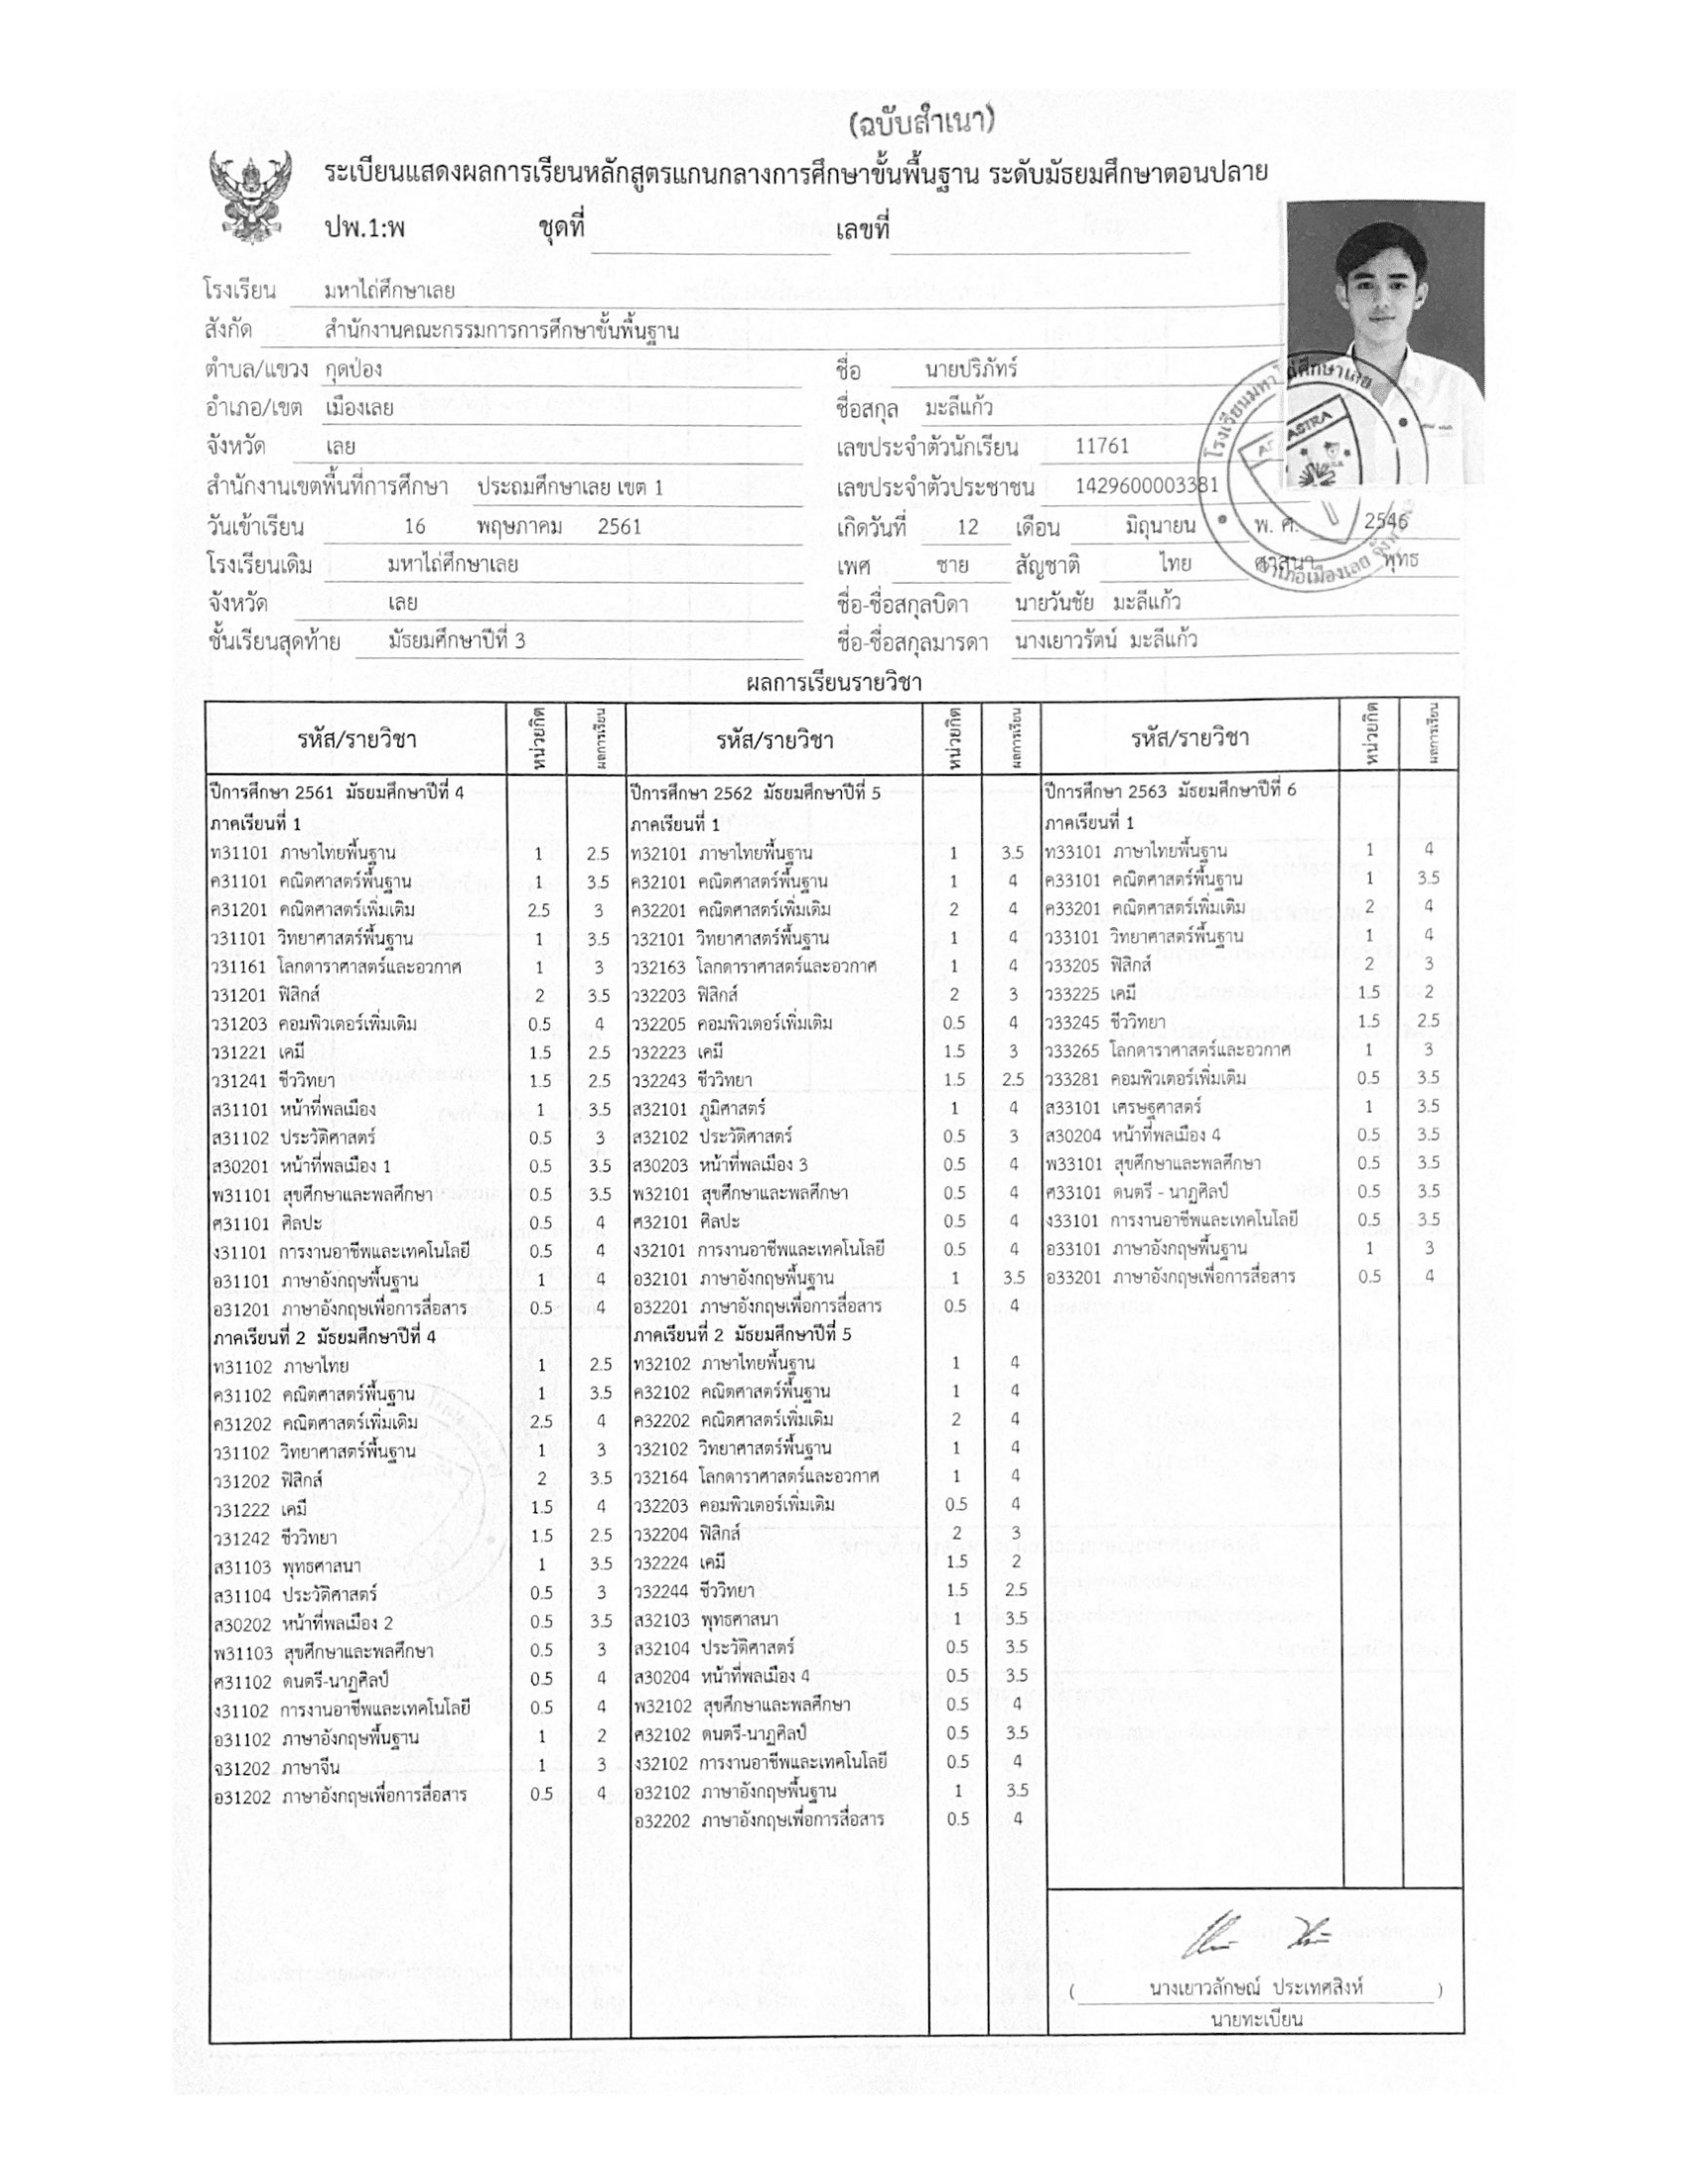 (ฉบับสำเนา)
ระเบียนแสดงผลการเรียนหลักสูตรแกนกลางการศึกษาขั้นพื้นฐาน ระดับมัธยมศึกษาตอนปลาย
ปพ.1:พ ชุดที่ เลขที่
โรงเรียน มหาไถ่ศึกษาเลย
สังกัด สำนักงานคณะกรรมการการศึกษาขั้นพื้นฐาน
ตำบล/แขวง กุดป่อง
อำเภอ/เขต เมืองเลย
จังหวัด เลย
สำนักงานเขตพื้นที่การศึกษา ประถมศึกษาเลย เขต 1
วันเข้าเรียน 16 พฤษภาคม 2561
โรงเรียนเดิม มหาไถ่ศึกษาเลย
จังหวัด เลย
ชั้นเรียนสุดท้าย มัธยมศึกษาปีที่ 3
ชื่อ นายปริภัทร์
ชื่อสกุล มะลีแก้ว
เลขประจำตัวนักเรียน 11761
เลขประจำตัวประชาชน 1429600003381
เกิดวันที่ 12 เดือน มิถุนายน พ. ศ. 2546
เพศ ชาย สัญชาติ ไทย ศาสนา พุทธ
ชื่อ-ชื่อสกุลบิดา นายวันชัย มะลีแก้ว
ชื่อ-ชื่อสกุลมารดา นางเยาวรัตน์ มะลีแก้ว
โรงเรียนมหาไถ่ศึกษาเลย
ASTRA
อำเภอเมืองเลย
ผลการเรียนรายวิชา
รหัส/รายวิชา หน่วยกิต ผลการเรียน
ปีการศึกษา 2561 มัธยมศึกษาปีที่ 4
ภาคเรียนที่ 1
ท31101 ภาษาไทยพื้นฐาน 1 2.5
ค31101 คณิตศาสตร์พื้นฐาน 1 3.5
ค31201 คณิตศาสตร์เพิ่มเติม 2.5 3
ว31101 วิทยาศาสตร์พื้นฐาน 1 3.5
ว31161 โลกดาราศาสตร์และอวกาศ 1 3
ว31201 ฟิสิกส์ 2 3.5
ว31203 คอมพิวเตอร์เพิ่มเติม 0.5 4
ว31221 เคมี 1.5 2.5
ว31241 ชีววิทยา 1.5 2.5
ส31101 หน้าที่พลเมือง 1 3.5
ส31102 ประวัติศาสตร์ 0.5 3
ส30201 หน้าที่พลเมือง 1 0.5 3.5
พ31101 สุขศึกษาและพลศึกษา 0.5 3.5
ศ31101 ศิลปะ 0.5 4
ง31101 การงานอาชีพและเทคโนโลยี 0.5 4
อ31101 ภาษาอังกฤษพื้นฐาน 1 4
อ31201 ภาษาอังกฤษเพื่อการสื่อสาร 0.5 4
ภาคเรียนที่ 2 มัธยมศึกษาปีที่ 4
ท31102 ภาษาไทย 1 2.5
ค31102 คณิตศาสตร์พื้นฐาน 1 3.5
ค31202 คณิตศาสตร์เพิ่มเติม 2.5 4
ว31102 วิทยาศาสตร์พื้นฐาน 1 3
ว31202 ฟิสิกส์ 2 3.5
ว31222 เคมี 1.5 4
ว31242 ชีววิทยา 1.5 2.5
ส31103 พุทธศาสนา 1 3.5
ส31104 ประวัติศาสตร์ 0.5 3
ส30202 หน้าที่พลเมือง 2 0.5 3.5
พ31103 สุขศึกษาและพลศึกษา 0.5 3
ศ31102 ดนตรี-นาฏศิลป์ 0.5 4
ง31102 การงานอาชีพและเทคโนโลยี 0.5 4
อ31102 ภาษาอังกฤษพื้นฐาน 1 2
จ31202 ภาษาจีน 1 3
อ31202 ภาษาอังกฤษเพื่อการสื่อสาร 0.5 4
รหัส/รายวิชา หน่วยกิต ผลการเรียน
ปีการศึกษา 2562 มัธยมศึกษาปีที่ 5
ภาคเรียนที่ 1
ท32101 ภาษาไทยพื้นฐาน 1 3.5
ค32101 คณิตศาสตร์พื้นฐาน 1 4
ค32201 คณิตศาสตร์เพิ่มเติม 2 4
ว32101 วิทยาศาสตร์พื้นฐาน 1 4
ว32163 โลกดาราศาสตร์และอวกาศ 1 4
ว32203 ฟิสิกส์ 2 3
ว32205 คอมพิวเตอร์เพิ่มเติม 0.5 4
ว32223 เคมี 1.5 3
ว32243 ชีววิทยา 1.5 2.5
ส32101 ภูมิศาสตร์ 1 4
ส32102 ประวัติศาสตร์ 0.5 3
ส30203 หน้าที่พลเมือง 3 0.5 4
พ32101 สุขศึกษาและพลศึกษา 0.5 4
ศ32101 ศิลปะ 0.5 4
ง32101 การงานอาชีพและเทคโนโลยี 0.5 4
อ32101 ภาษาอังกฤษพื้นฐาน 1 3.5
อ32201 ภาษาอังกฤษเพื่อการสื่อสาร 0.5 4
ภาคเรียนที่ 2 มัธยมศึกษาปีที่ 5
ท32102 ภาษาไทยพื้นฐาน 1 4
ค32102 คณิตศาสตร์พื้นฐาน 1 4
ค32202 คณิตศาสตร์เพิ่มเติม 2 4
ว32102 วิทยาศาสตร์พื้นฐาน 1 4
ว32164 โลกดาราศาสตร์และอวกาศ 1 4
ว32203 คอมพิวเตอร์เพิ่มเติม 0.5 4
ว32204 ฟิสิกส์ 2 3
ว32224 เคมี 1.5 2
ว32244 ชีววิทยา 1.5 2.5
ส32103 พุทธศาสนา 1 3.5
ส32104 ประวัติศาสตร์ 0.5 3.5
ส30204 หน้าที่พลเมือง 4 0.5 3.5
พ32102 สุขศึกษาและพลศึกษา 0.5 4
ศ32102 ดนตรี-นาฏศิลป์ 0.5 3.5
ง32102 การงานอาชีพและเทคโนโลยี 0.5 4
อ32102 ภาษาอังกฤษพื้นฐาน 1 3.5
อ32202 ภาษาอังกฤษเพื่อการสื่อสาร 0.5 4
รหัส/รายวิชา หน่วยกิต ผลการเรียน
ปีการศึกษา 2563 มัธยมศึกษาปีที่ 6
ภาคเรียนที่ 1
ท33101 ภาษาไทยพื้นฐาน 1 4
ค33101 คณิตศาสตร์พื้นฐาน 1 3.5
ค33201 คณิตศาสตร์เพิ่มเติม 2 4
ว33101 วิทยาศาสตร์พื้นฐาน 1 4
ว33205 ฟิสิกส์ 2 3
ว33225 เคมี 1.5 2
ว33245 ชีววิทยา 1.5 2.5
ว33265 โลกดาราศาสตร์และอวกาศ 1 3
ว33281 คอมพิวเตอร์เพิ่มเติม 0.5 3.5
ส33101 เศรษฐศาสตร์ 1 3.5
ส30204 หน้าที่พลเมือง 4 0.5 3.5
พ33101 สุขศึกษาและพลศึกษา 0.5 3.5
ศ33101 ดนตรี - นาฏศิลป์ 0.5 3.5
ง33101 การงานอาชีพและเทคโนโลยี 0.5 3.5
อ33101 ภาษาอังกฤษพื้นฐาน 1 3
อ33201 ภาษาอังกฤษเพื่อการสื่อสาร 0.5 4
( นางเยาวลักษณ์ ประเทศสิงห์ )
นายทะเบียน